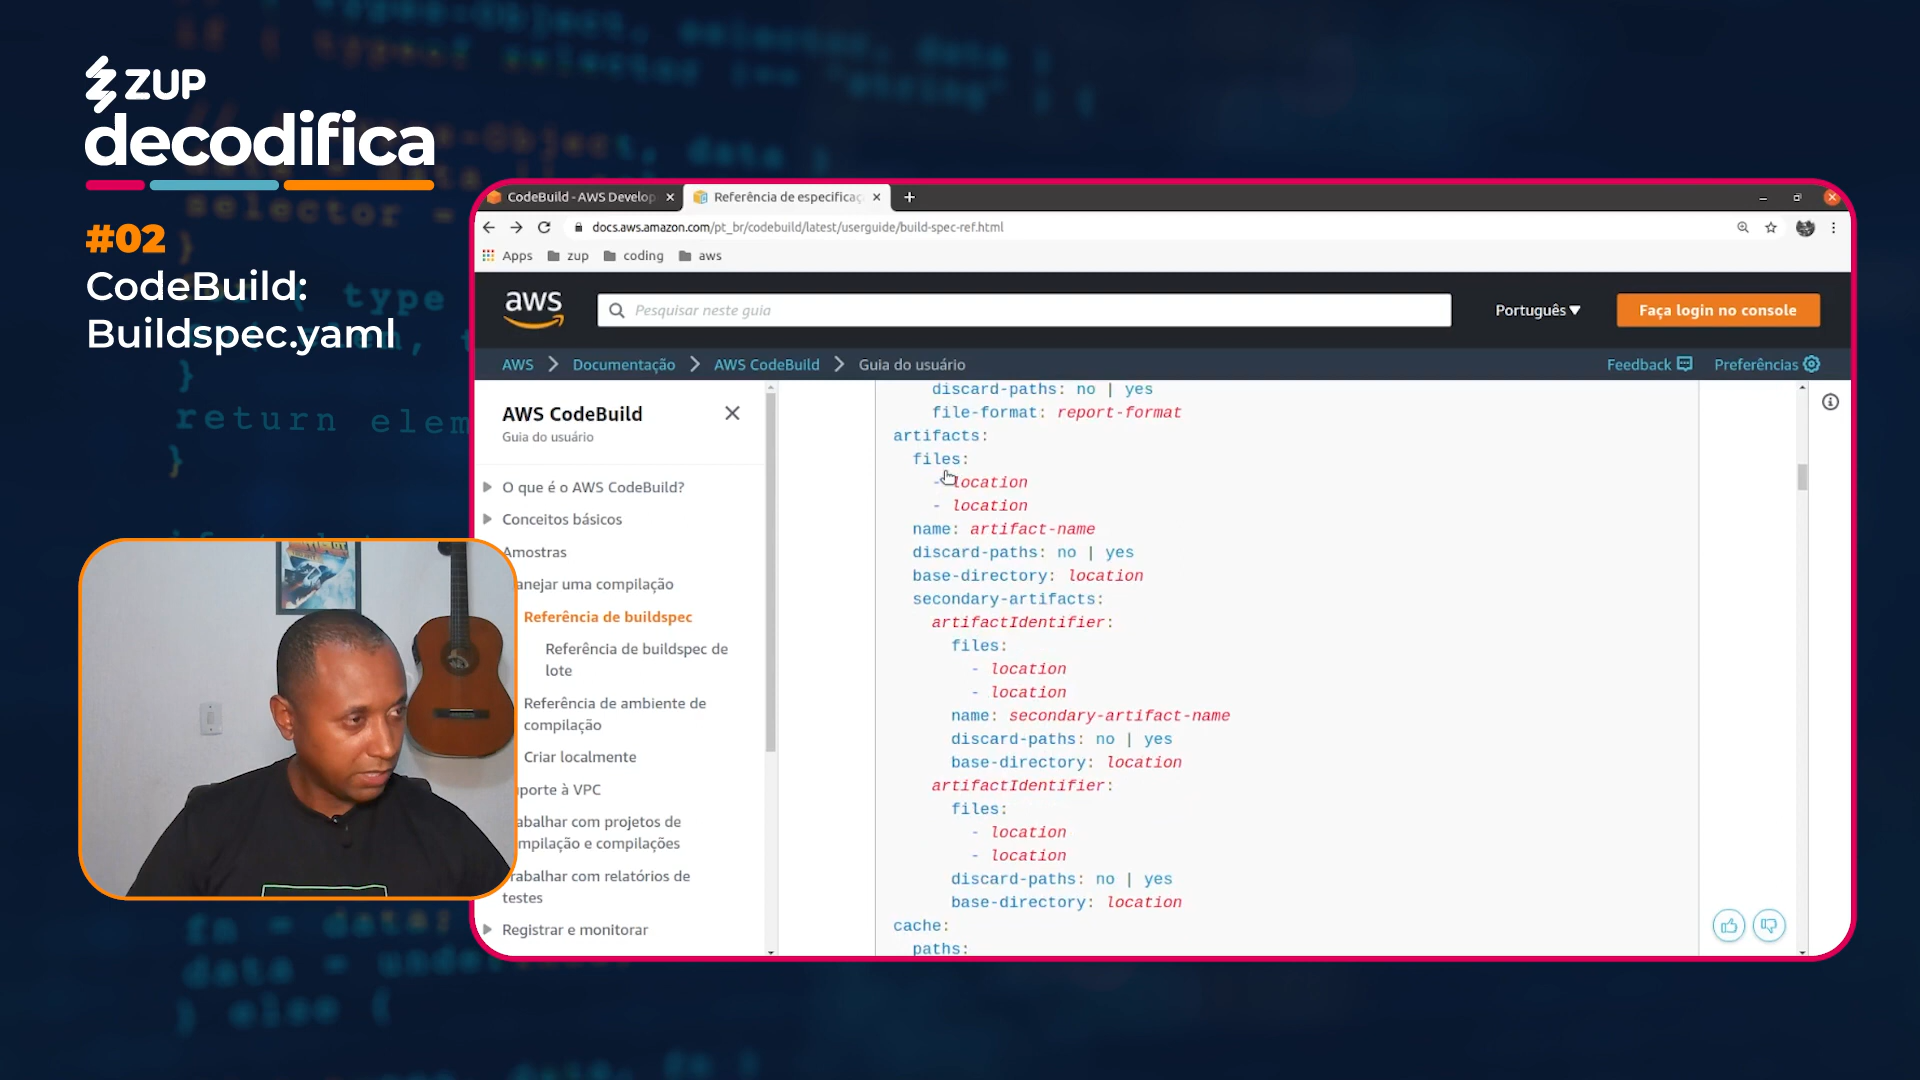 ZUP
decodifica
#02
CodeBuild:
Buildspec.yaml
CodeBuild - AWS Develop
Referência de especificaç
docs.aws.amazon.com/pt_br/codebuild/latest/userguide/build-spec-ref.html
Apps
zup
coding
aws
aws
Pesquisar neste guia
Português
Faça login no console
AWS
Documentação
AWS CodeBuild
Guia do usuário
Feedback
Preferências
AWS CodeBuild
Guia do usuário
O que é o AWS CodeBuild?
Conceitos básicos
Amostras
anejar uma compilação
Referência de buildspec
Referência de buildspec de
lote
Referência de ambiente de
compilação
Criar localmente
porte à VPC
abalhar com projetos de
mpilação e compilações
rabalhar com relatórios de
testes
Registrar e monitorar
discard-paths: no | yes
file-format: report-format
artifacts:
files:
- location
- location
name: artifact-name
discard-paths: no | yes
base-directory: location
secondary-artifacts:
artifactIdentifier:
files:
- location
- location
name: secondary-artifact-name
discard-paths: no | yes
base-directory: location
artifactIdentifier:
files:
- location
- location
discard-paths: no | yes
base-directory: location
cache:
paths: